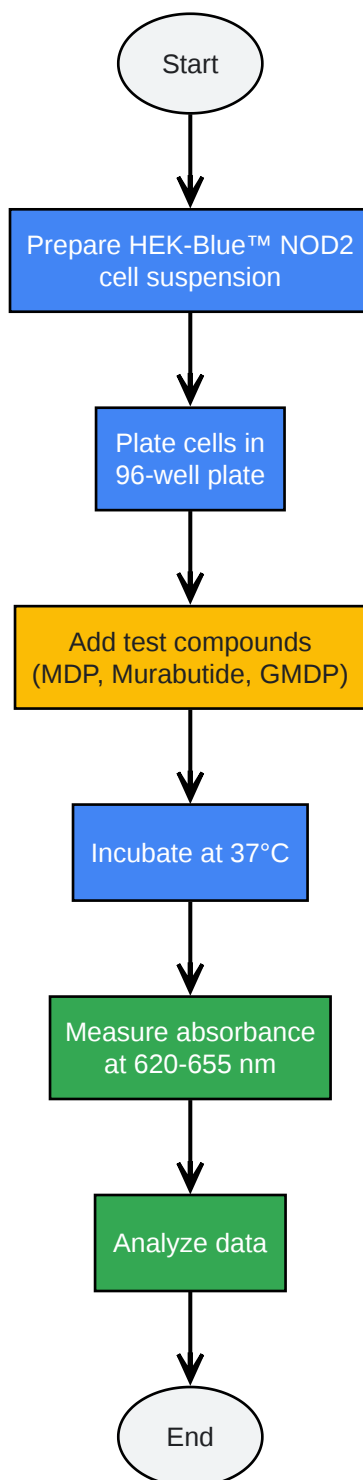 Start
Prepare HEK-Blue™ NOD2
cell suspension
Plate cells in
96-well plate
Add test compounds
(MDP, Murabutide, GMDP)
Incubate at 37°C
Measure absorbance
at 620-655 nm
Analyze data
End